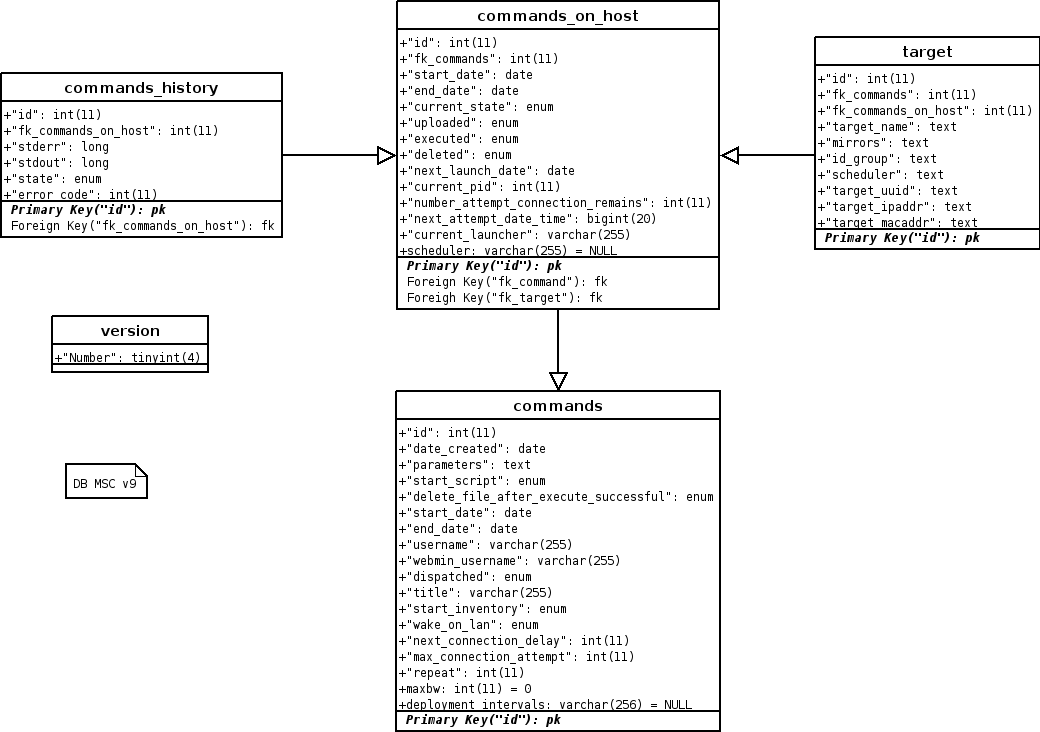 commands_on_host
+"id": int(11)
+"fk_commands": int(11)
+"start_date": date
+"end_date": date
+"current_state": enum
+"uploaded": enum
+"executed": enum
+"deleted": enum
+"next_launch_date": date
+"current_pid": int(11)
+"number_attempt_connection_remains": int(11)
+"next_attempt_date_time": bigint(20)
+"current_launcher": varchar(255)
+scheduler: varchar(255) = NULL
Primary Key("id"): pk
Foreign Key("fk_command"): fk
Foreigh Key("fk_target"): fk
target
+"id": int(11)
+"fk_commands": int(11)
+"fk_commands_on_host": int(11)
+"target_name": text
+"mirrors": text
+"id_group": text
+"scheduler": text
+"target_uuid": text
+"target_ipaddr": text
+"target_macaddr": text
Primary Key("id"): pk
commands_history
+"id": int(11)
+"fk_commands_on_host": int(11)
+"stderr": long
+"stdout": long
+"state": enum
+"error_code": int(11)
Primary Key("id"): pk
Foreign Key("fk_commands_on_host"): fk
version
+"Number": tinyint(4)
DB MSC v9
commands
+"id": int(11)
+"date_created": date
+"parameters": text
+"start_script": enum
+"delete_file_after_execute_successful": enum
+"start_date": date
+"end_date": date
+"username": varchar(255)
+"webmin_username": varchar(255)
+"dispatched": enum
+"title": varchar(255)
+"start_inventory": enum
+"wake_on_lan": enum
+"next_connection_delay": int(11)
+"max_connection_attempt": int(11)
+"repeat": int(11)
+maxbw: int(11) = 0
+deployment_intervals: varchar(256) = NULL
Primary Key("id"): pk